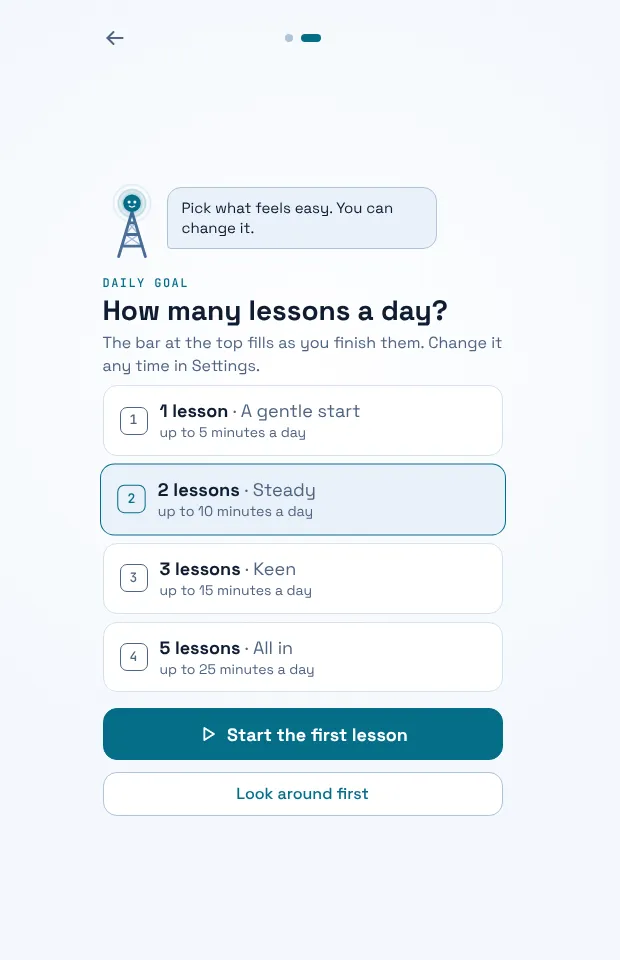 Pick what feels easy. You can
change it.
DAILY GOAL
How many lessons a day?
The bar at the top fills as you finish them. Change it
any time in Settings.
1
1 lesson · A gentle start
up to 5 minutes a day
2
2 lessons · Steady
up to 10 minutes a day
3
3 lessons · Keen
up to 15 minutes a day
4
5 lessons · All in
up to 25 minutes a day
Start the first lesson
Look around first